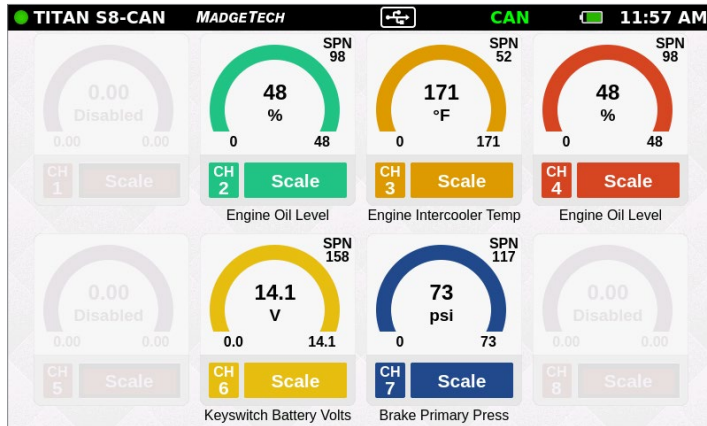 TITAN S8-CAN MADGETECH CAN 11:57 AM
0.00
Disabled
0.00 0.00
CH 1 Scale
SPN 98
48
%
0 48
CH 2 Scale
Engine Oil Level
SPN 52
171
°F
0 171
CH 3 Scale
Engine Intercooler Temp
SPN 98
48
%
0 48
CH 4 Scale
Engine Oil Level
0.00
Disabled
0.00 0.00
CH 5 Scale
SPN 158
14.1
V
0.0 14.1
CH 6 Scale
Keyswitch Battery Volts
SPN 117
73
psi
0 73
CH 7 Scale
Brake Primary Press
0.00
Disabled
0.00 0.00
CH 8 Scale